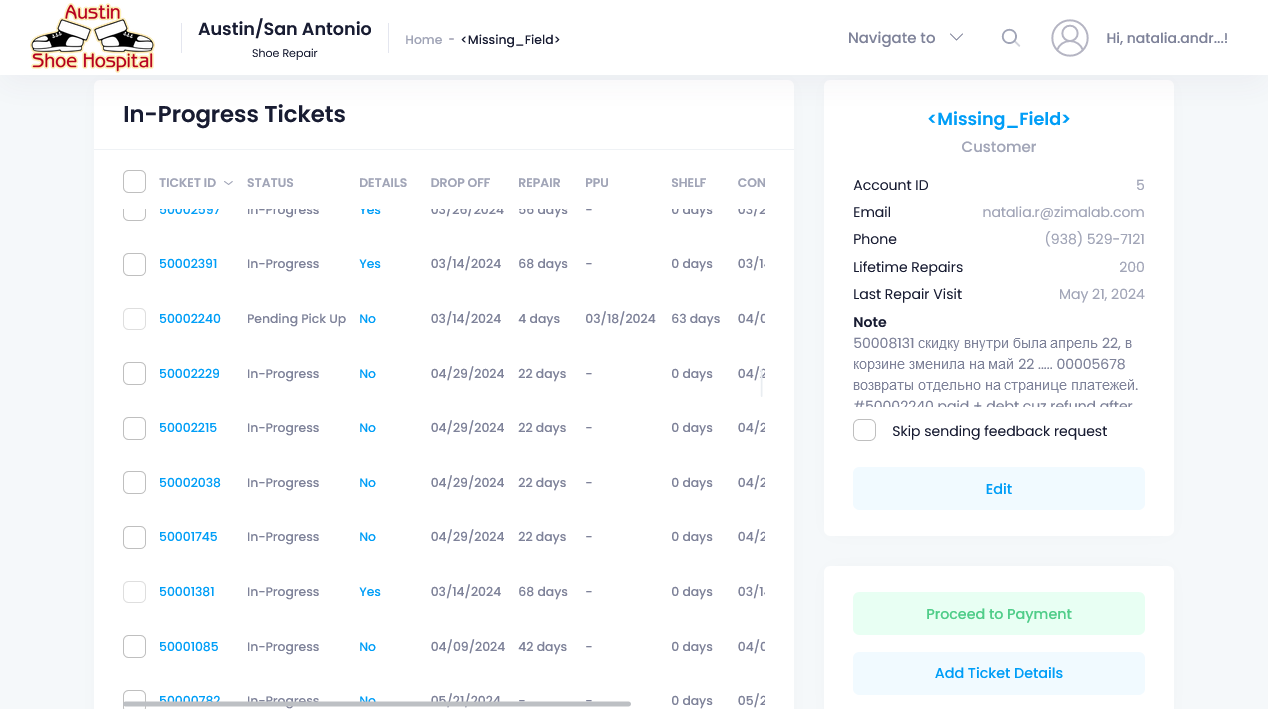 Austin
Shoe Hospital
Austin/San Antonio
Shoe Repair
Home - <Missing_Field>
Navigate to
Hi, natalia.andr...!
In-Progress Tickets
TICKET ID STATUS DETAILS DROP OFF REPAIR PPU SHELF CON
50002597 In-Progress Yes 03/26/2024 56 days - 0 days 03/2
50002391 In-Progress Yes 03/14/2024 68 days - 0 days 03/1
50002240 Pending Pick Up No 03/14/2024 4 days 03/18/2024 63 days 04/0
50002229 In-Progress No 04/29/2024 22 days - 0 days 04/2
50002215 In-Progress No 04/29/2024 22 days - 0 days 04/2
50002038 In-Progress No 04/29/2024 22 days - 0 days 04/2
50001745 In-Progress No 04/29/2024 22 days - 0 days 04/2
50001381 In-Progress Yes 03/14/2024 68 days - 0 days 03/1
50001085 In-Progress No 04/09/2024 42 days - 0 days 04/0
50000782 In-Progress No 05/21/2024 - - 0 days 05/2
<Missing_Field>
Customer
Account ID 5
Email natalia.r@zimalab.com
Phone (938) 529-7121
Lifetime Repairs 200
Last Repair Visit May 21, 2024
Note
50008131 скидку внутри была апрель 22, в
корзине зменила на май 22 ..... 00005678
возвраты отдельно на странице платежей.
#50002240 paid + debt cuz refund after
Skip sending feedback request
Edit
Proceed to Payment
Add Ticket Details